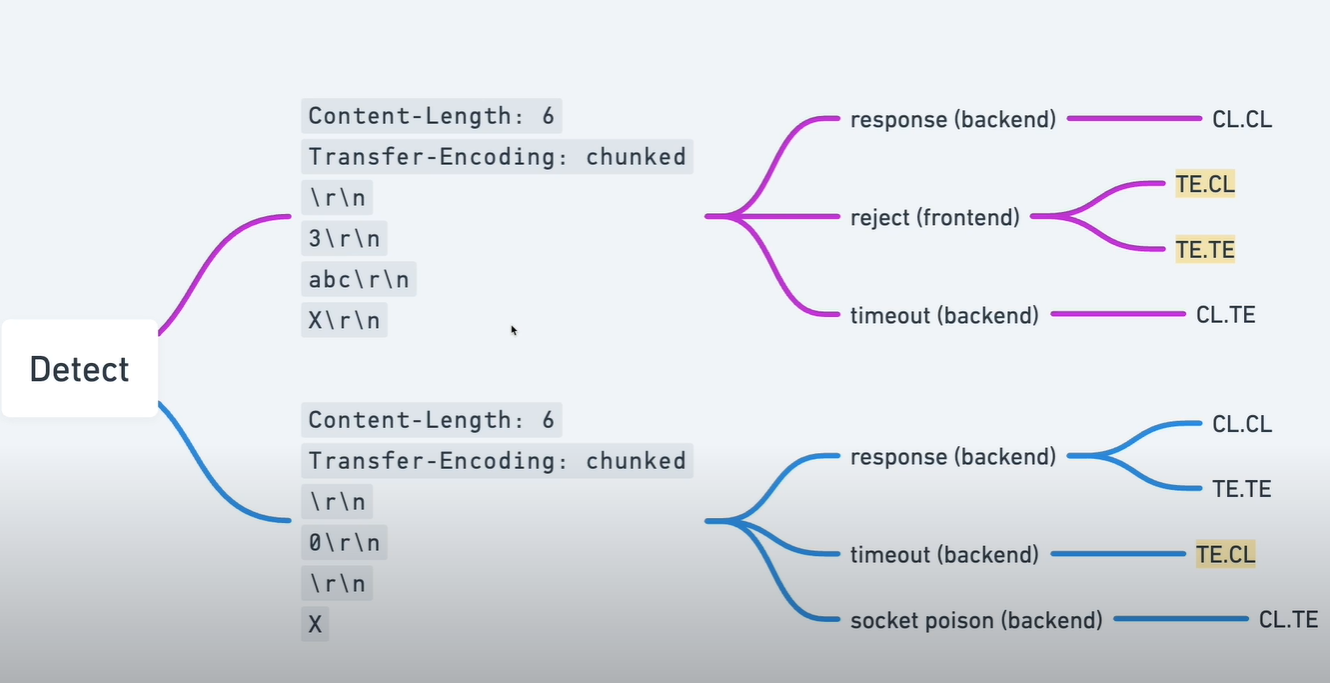 Detect
Content-Length: 6
Transfer-Encoding: chunked
\r\n
3\r\n
abc\r\n
X\r\n
response (backend)
CL.CL
reject (frontend)
TE.CL
TE.TE
timeout (backend)
CL.TE
Content-Length: 6
Transfer-Encoding: chunked
\r\n
0\r\n
\r\n
X
response (backend)
CL.CL
TE.TE
timeout (backend)
TE.CL
socket poison (backend)
CL.TE